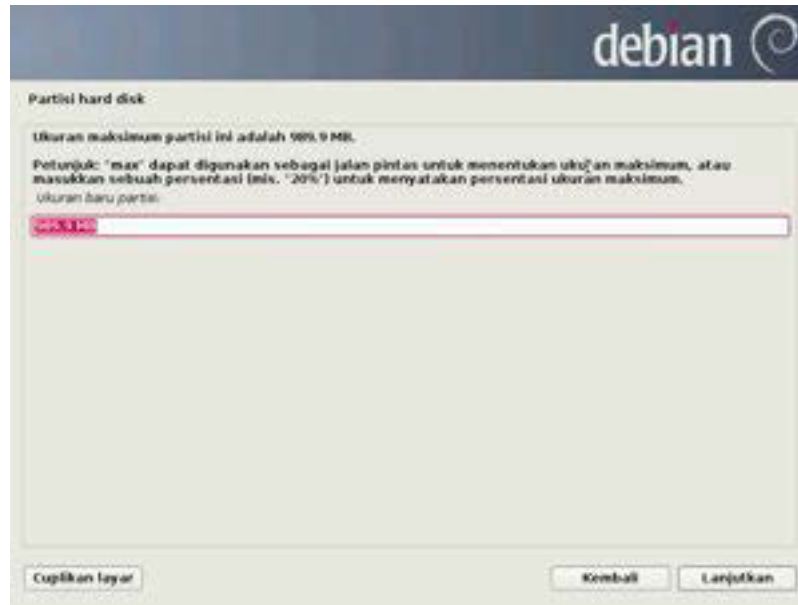 debian
Partisi hard disk
Ukuran maksimum partisi ini adalah 989.9 MB.
Petunjuk: "max" dapat digunakan sebagai jalan pintas untuk menentukan ukuran maksimum, atau
masukkan sebuah persentasi (mis. "20%") untuk menyatakan persentasi ukuran maksimum.
Ukuran baru partisi:
989.9 MB
Cuplikan layar
Kembali
Lanjutkan